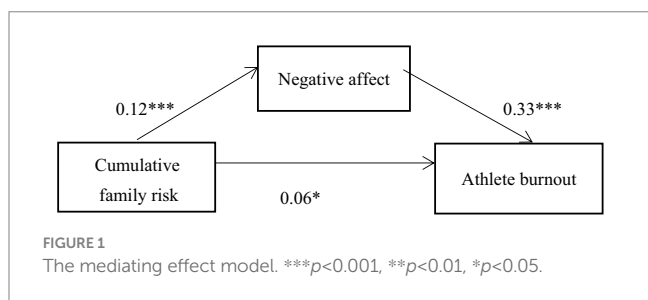 Negative affect
0.12***
0.33***
Cumulative
family risk
Athlete burnout
0.06*
FIGURE 1
The mediating effect model. ***p<0.001, **p<0.01, *p<0.05.